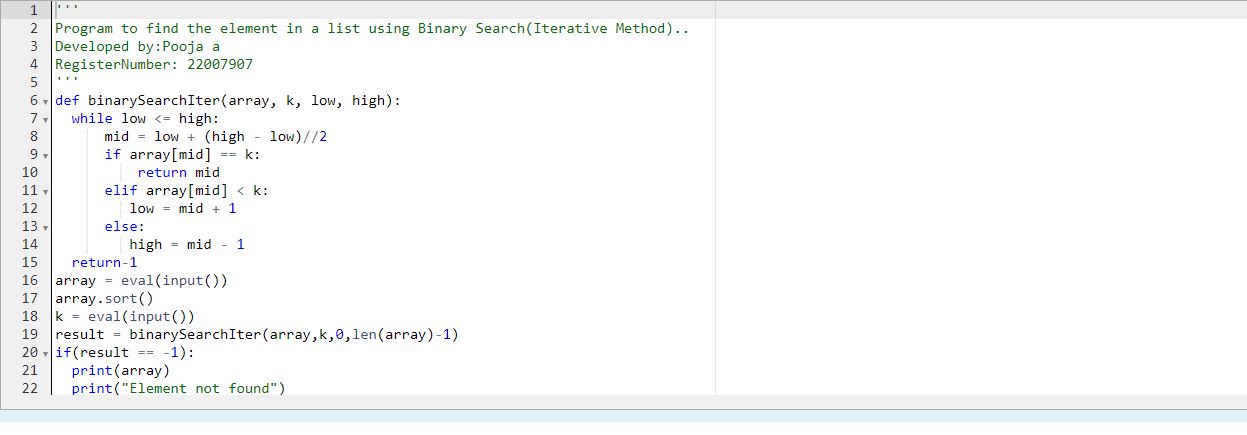 1 '''
2 Program to find the element in a list using Binary Search(Iterative Method)..
3 Developed by:Pooja a
4 RegisterNumber: 22007907
5 '''
6 def binarySearchIter(array, k, low, high):
7   while low <= high:
8       mid = low + (high - low)//2
9       if array[mid] == k:
10           return mid
11       elif array[mid] < k:
12          low = mid + 1
13       else:
14          high = mid - 1
15   return-1
16 array = eval(input())
17 array.sort()
18 k = eval(input())
19 result = binarySearchIter(array,k,0,len(array)-1)
20 if(result == -1):
21   print(array)
22   print("Element not found")